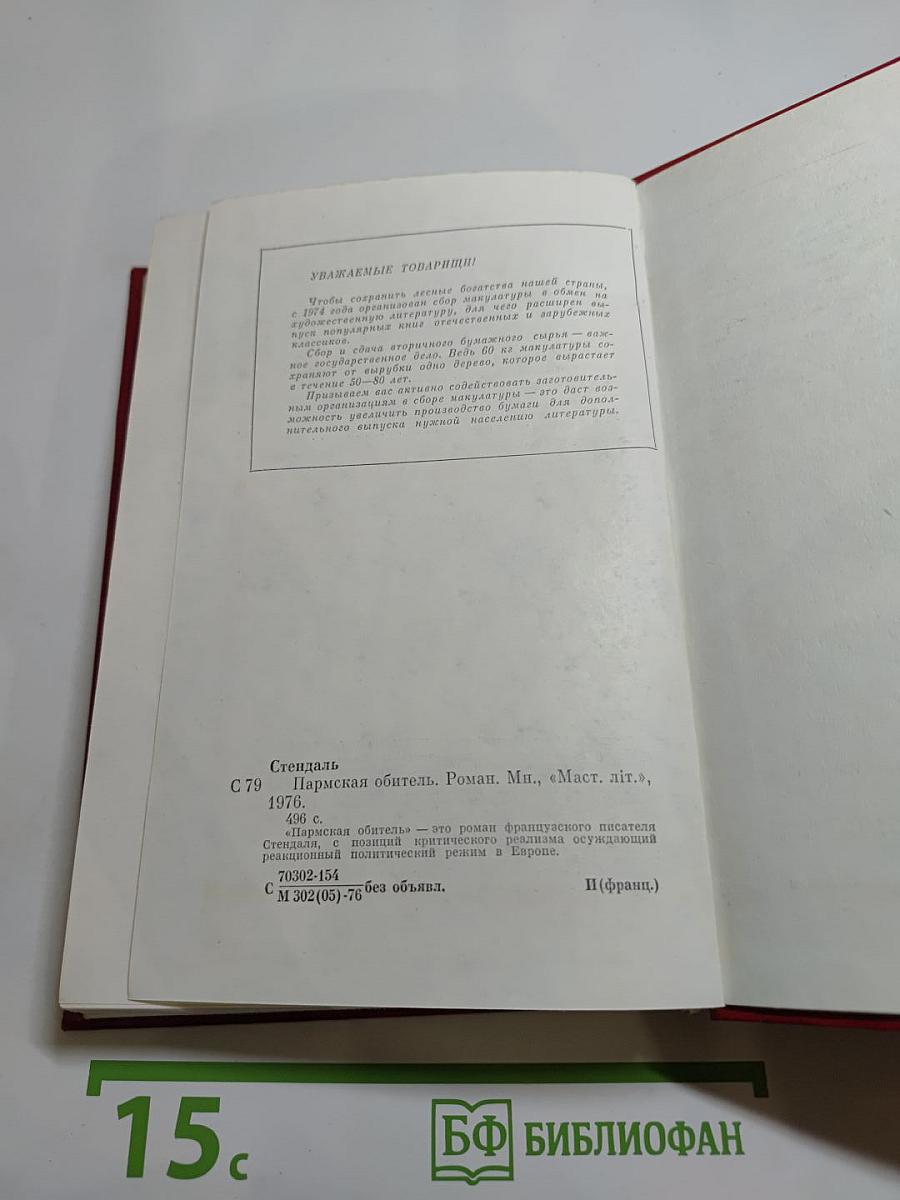 УВАЖАЕМЫЕ ТОВАРИЩИ!
Чтобы сохранить лесные богатства нашей страны,
с 1974 года организован сбор макулатуры в обмен на
художественную литературу, для чего расширен вы-
пуск популярных книг отечественных и зарубежных
классиков.
Сбор и сдача вторичного бумажного сырья — важ-
ное государственное дело. Ведь 60 кг макулатуры со-
храняют от вырубки одно дерево, которое вырастает
в течение 50—80 лет.
Призываем вас активно содействовать заготовитель-
ным организациям в сборе макулатуры — это даст воз-
можность увеличить производство бумаги для допол-
нительного выпуска нужной населению литературы.
Стендаль
С 79 Пармская обитель. Роман. Мн., «Маст. літ.»,
1976.
496 с.
«Пармская обитель» — это роман французского писателя
Стендаля, с позиций критического реализма осуждающий
реакционный политический режим в Европе.
С 70302-154
М 302(05)-76 без объявл. И(франц.)
15 с
БФ БИБЛИОФАН